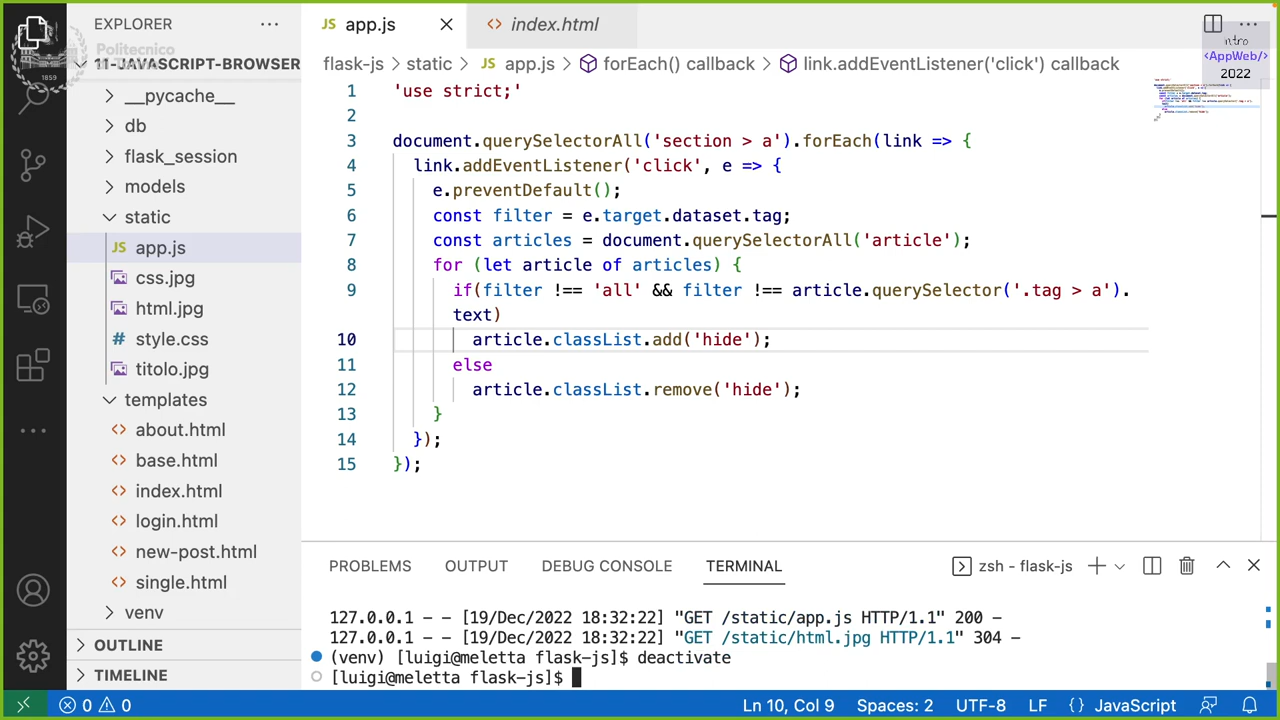 EXPLORER
app.js
index.html
ntro
<AppWeb/>
2022
Politecnico
1859
11-JAVASCRIPT-BROWSER
flask-js > static > JS app.js > forEach() callback > link.addEventListener('click') callback
__pycache__
db
flask_session
models
static
JS app.js
css.jpg
html.jpg
# style.css
titolo.jpg
templates
<> about.html
<> base.html
<> index.html
<> login.html
<> new-post.html
<> single.html
venv
OUTLINE
TIMELINE
1 'use strict;'
2
3 document.querySelectorAll('section > a').forEach(link => {
4 link.addEventListener('click', e => {
5 e.preventDefault();
6 const filter = e.target.dataset.tag;
7 const articles = document.querySelectorAll('article');
8 for (let article of articles) {
9 if(filter !== 'all' && filter !== article.querySelector('.tag > a').
text)
10 article.classList.add('hide');
11 else
12 article.classList.remove('hide');
13 }
14 });
15 });
PROBLEMS OUTPUT DEBUG CONSOLE TERMINAL zsh - flask-js
127.0.0.1 - - [19/Dec/2022 18:32:22] "GET /static/app.js HTTP/1.1" 200 -
127.0.0.1 - - [19/Dec/2022 18:32:22] "GET /static/html.jpg HTTP/1.1" 304 -
(venv) [luigi@meletta flask-js]$ deactivate
[luigi@meletta flask-js]$
0 0 Ln 10, Col 9 Spaces: 2 UTF-8 LF {} JavaScript